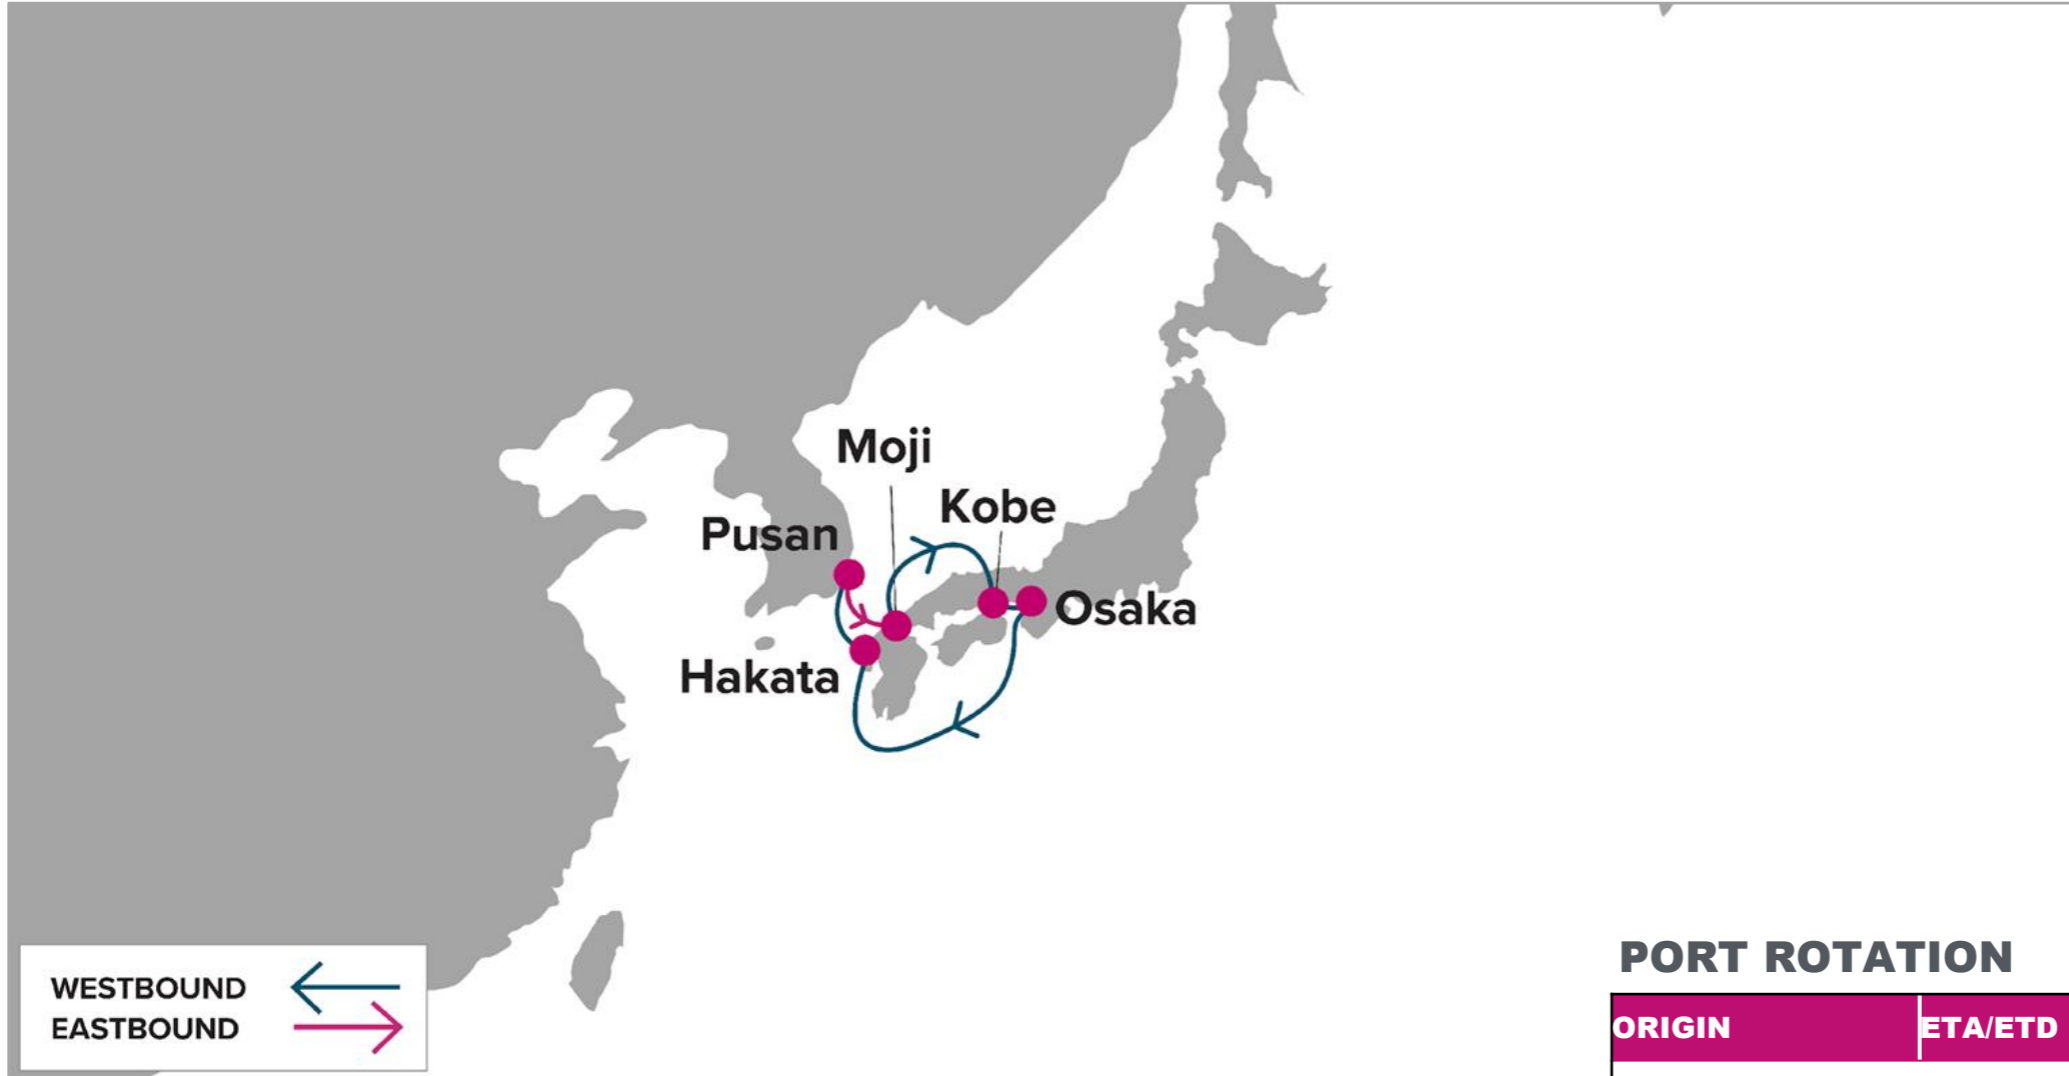 Moji
Kobe
Pusan
Osaka
Hakata
WESTBOUND
EASTBOUND
PORT ROTATION
ORIGIN ETA/ETD